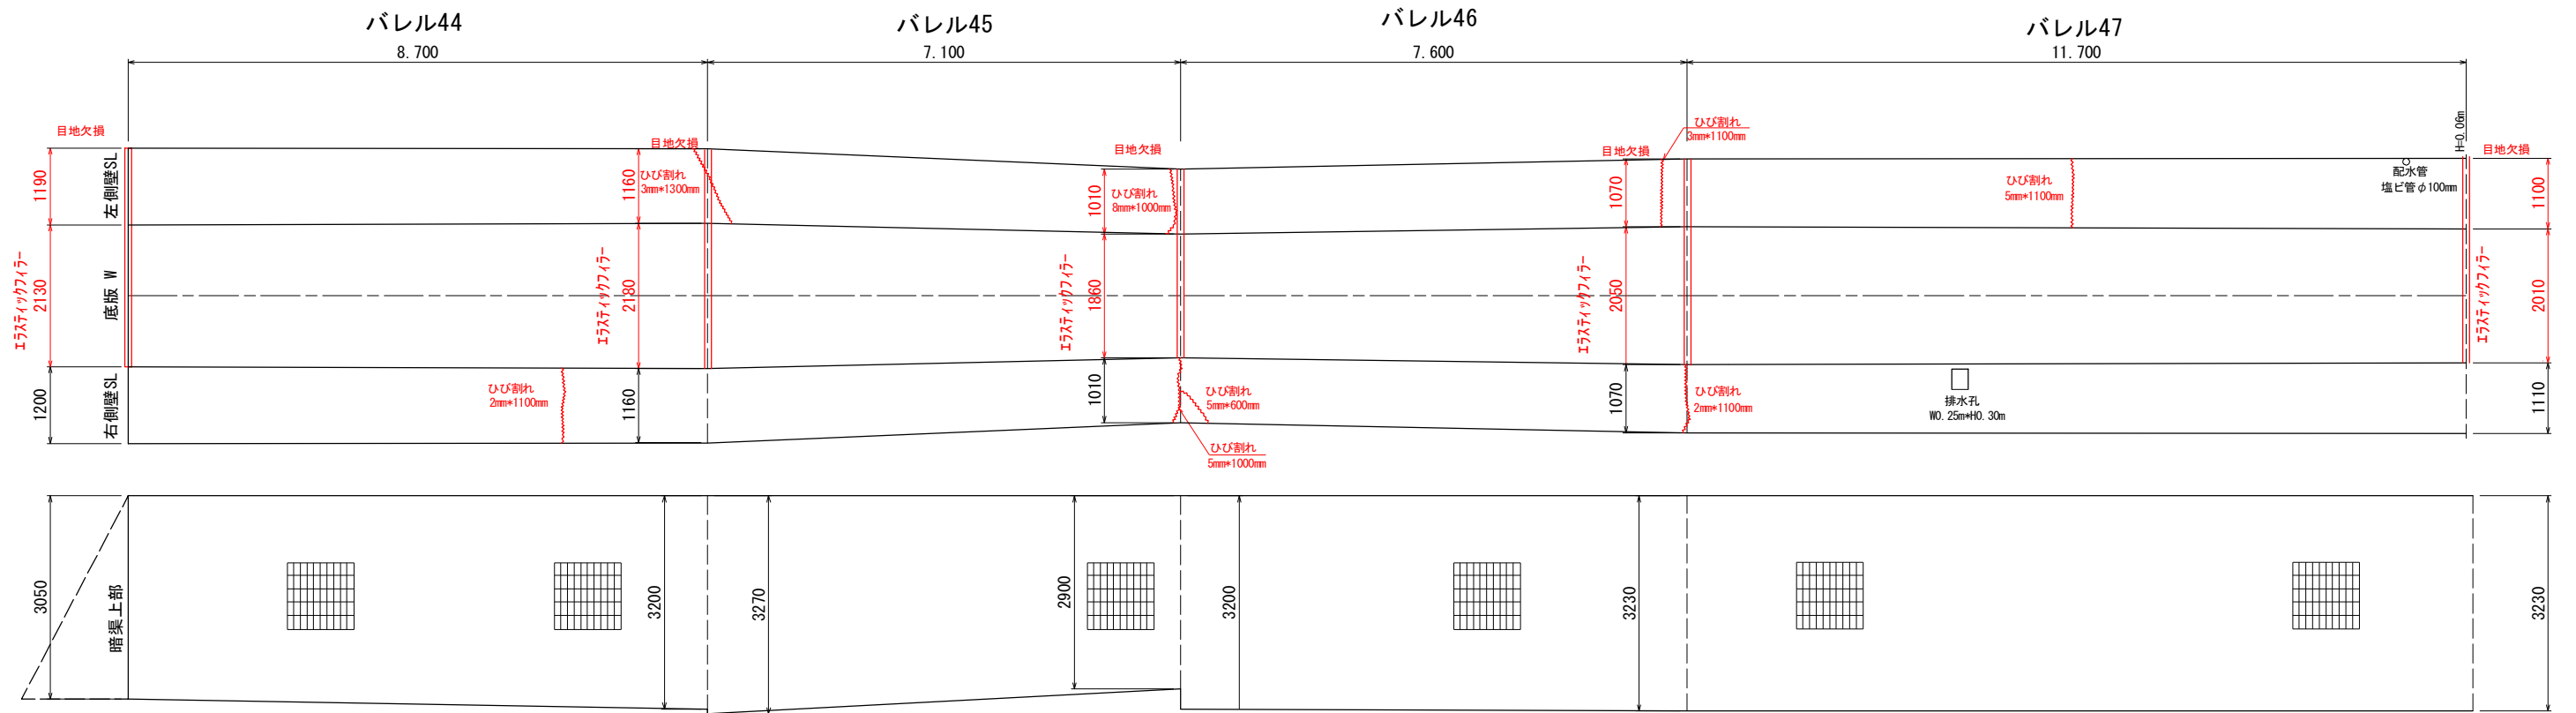 バレル44
バレル45
バレル46
バレル47
8.700
7.100
7.600
11.700
目地欠損
目地欠損
目地欠損
目地欠損
目地欠損
ひび割れ
3mm*1100mm
H=0.06m
1190
左側壁SL
1160
ひび割れ
3mm*1300mm
1010
ひび割れ
8mm*1000mm
1070
ひび割れ
5mm*1100mm
配水管
塩ビ管φ100mm
1100
エラスティックフィラー
2130
底版 W
エラスティックフィラー
2180
エラスティックフィラー
1860
エラスティックフィラー
2050
2010
エラスティックフィラー
1200
右側壁SL
ひび割れ
2mm*1100mm
1160
1010
ひび割れ
5mm*600mm
ひび割れ
5mm*1000mm
1070
ひび割れ
2mm*1100mm
排水孔
W0.25m*H0.30m
1110
3050
暗渠上部
3200
3270
2900
3200
3230
3230